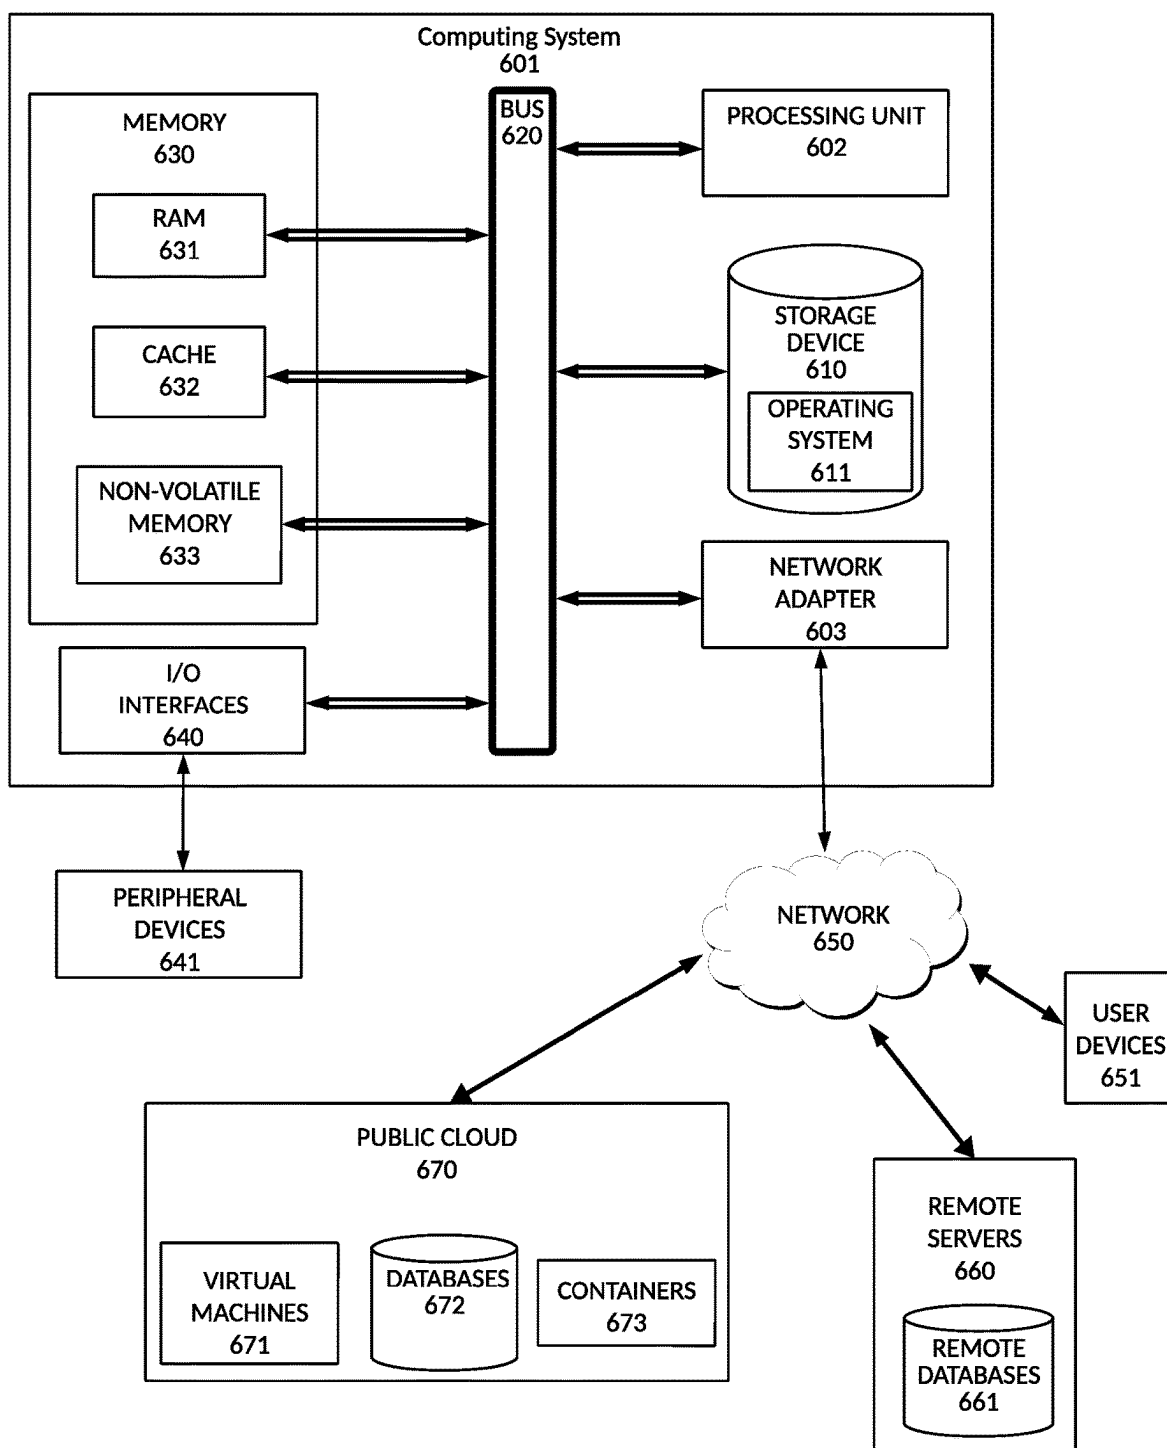 Computing System
601
MEMORY
630
RAM
631
CACHE
632
NON-VOLATILE
MEMORY
633
I/O
INTERFACES
640
BUS
620
PROCESSING UNIT
602
STORAGE
DEVICE
610
OPERATING
SYSTEM
611
NETWORK
ADAPTER
603
PERIPHERAL
DEVICES
641
NETWORK
650
USER
DEVICES
651
PUBLIC CLOUD
670
VIRTUAL
MACHINES
671
DATABASES
672
CONTAINERS
673
REMOTE
SERVERS
660
REMOTE
DATABASES
661